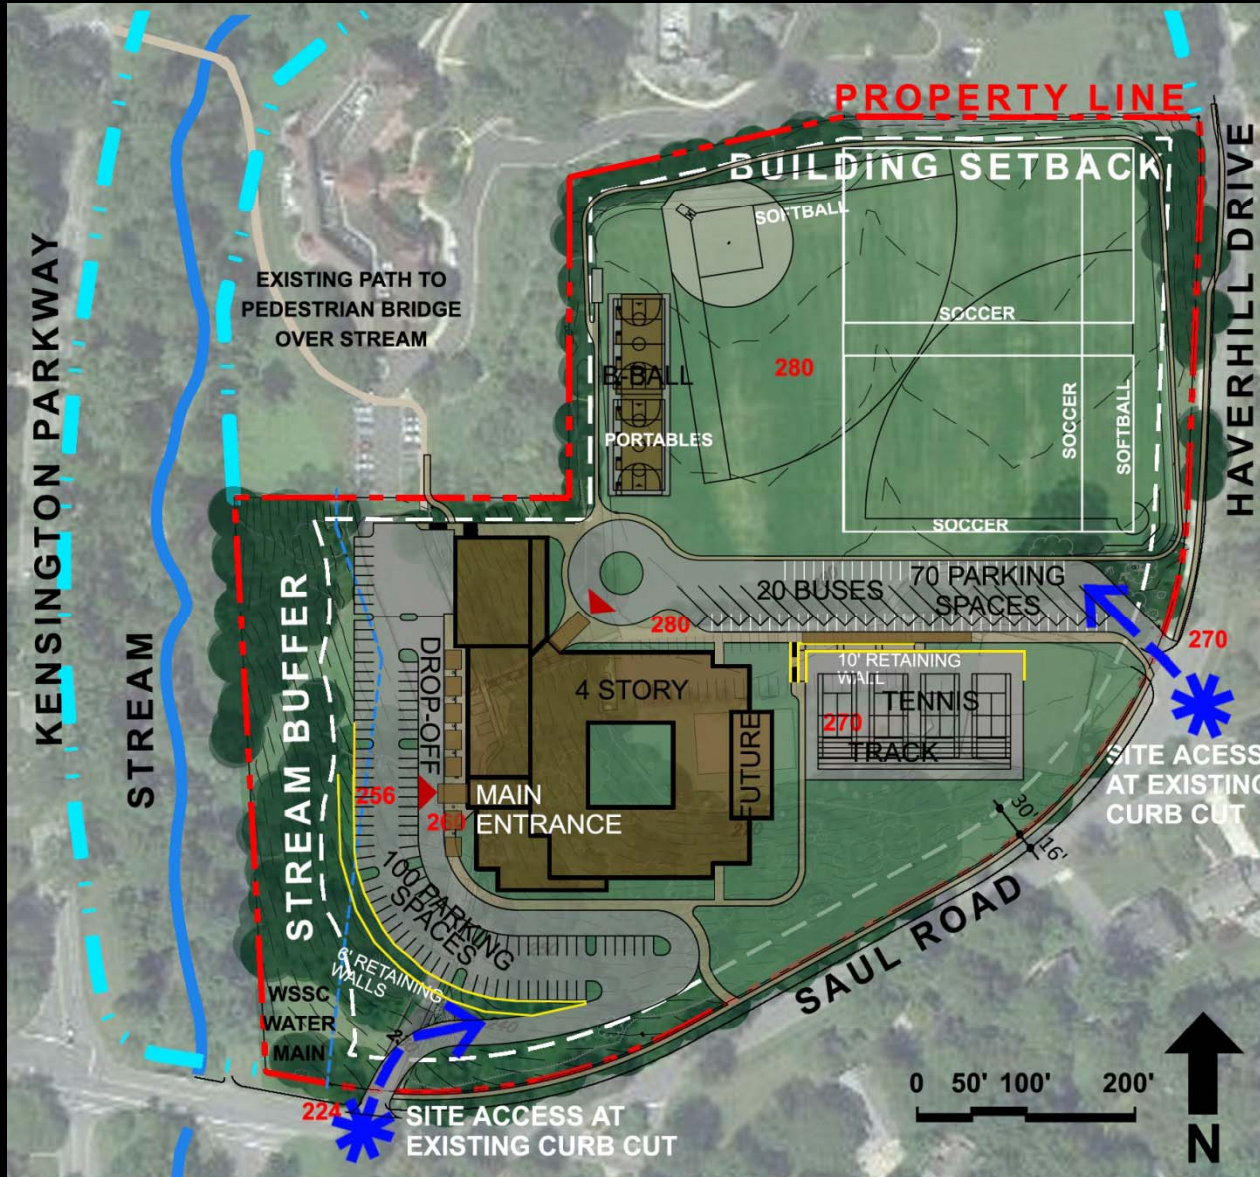 PROPERTY LINE
BUILDING SETBACK
SOFTBALL
HAVERHILL DRIVE
KENSINGTON PARKWAY
EXISTING PATH TO
PEDESTRIAN BRIDGE
OVER STREAM
SOCCER
B-BALL
280
PORTABLES
SOCCER
SOFTBALL
SOCCER
STREAM
STREAM BUFFER
20 BUSES
70 PARKING
SPACES
280
270
DROP-OFF
4 STORY
10' RETAINING
WALL
TENNIS
270
TRACK
FUTURE
256
260
MAIN
ENTRANCE
SITE ACESS
AT EXISTING
CURB CUT
30'
16'
100 PARKING
SPACES
6' RETAINING
WALLS
SAUL ROAD
WSSC
WATER
MAIN
224
SITE ACCESS AT
EXISTING CURB CUT
0 50' 100' 200'
N